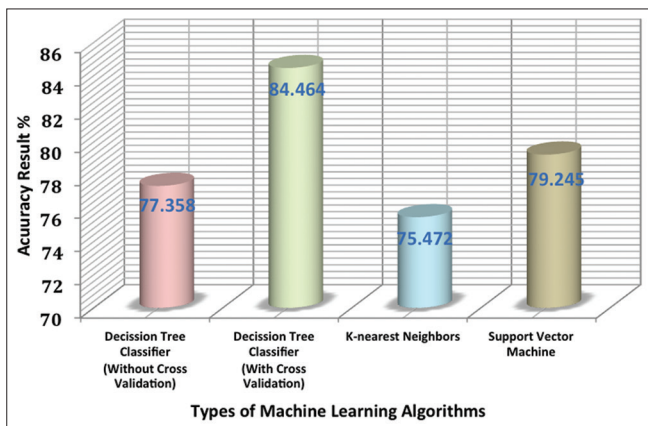 Acuuracy Result %
86
84
82
80
78
76
74
72
70
77.358
84.464
75.472
79.245
Decission Tree
Classifier
(Without Cross
Validation)
Decission Tree
Classifier
(With Cross
Validation)
K-nearest Neighbors
Support Vector
Machine
Types of Machine Learning Algorithms